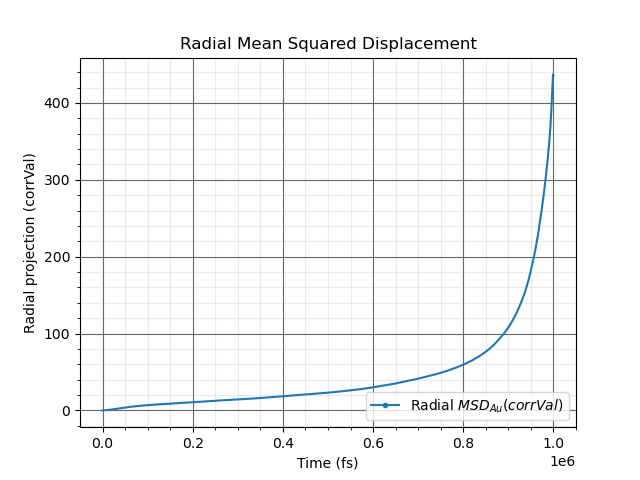 Radial Mean Squared Displacement
Radial projection (corrVal)
400
300
200
100
0
0.0 0.2 0.4 0.6 0.8 1.0
1e6
Time (fs)
Radial MSD_Au(corrVal)